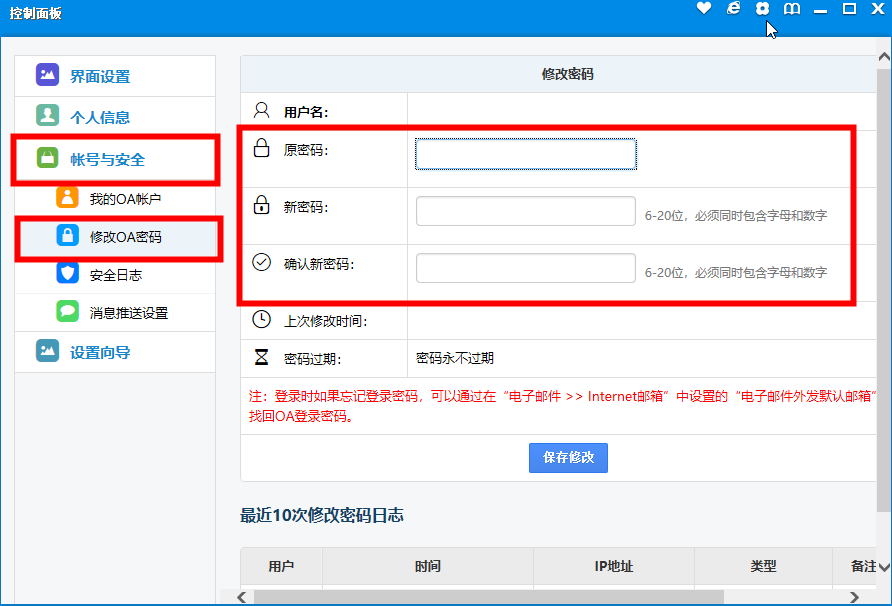 控制面板
界面设置
个人信息
帐号与安全
我的OA帐户
修改OA密码
安全日志
消息推送设置
设置向导
修改密码
用户名：
原密码：
新密码：
6-20位，必须同时包含字母和数字
确认新密码：
6-20位，必须同时包含字母和数字
上次修改时间：
密码过期：
密码永不过期
注：登录时如果忘记登录密码，可以通过在“电子邮件 >> Internet邮箱”中设置的“电子邮件外发默认邮箱”
找回OA登录密码。
保存修改
最近10次修改密码日志
用户 时间 IP地址 类型 备注